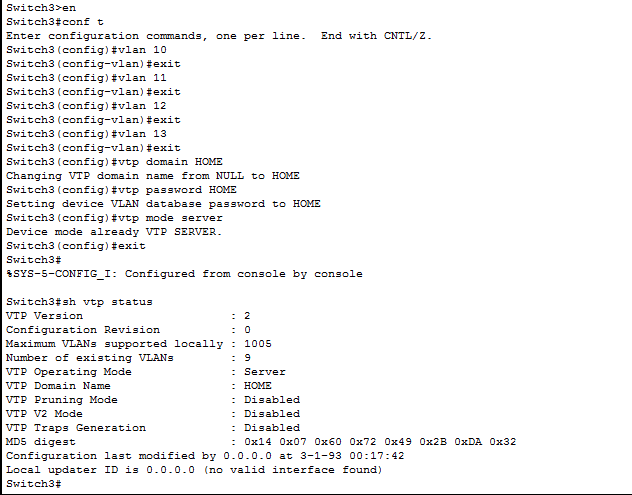 Switch3>en
Switch3#conf t
Enter configuration commands, one per line.  End with CNTL/Z.
Switch3(config)#vlan 10
Switch3(config-vlan)#exit
Switch3(config)#vlan 11
Switch3(config-vlan)#exit
Switch3(config)#vlan 12
Switch3(config-vlan)#exit
Switch3(config)#vlan 13
Switch3(config-vlan)#exit
Switch3(config)#vtp domain HOME
Changing VTP domain name from NULL to HOME
Switch3(config)#vtp password HOME
Setting device VLAN database password to HOME
Switch3(config)#vtp mode server
Device mode already VTP SERVER.
Switch3(config)#exit
Switch3#
%SYS-5-CONFIG_I: Configured from console by console

Switch3#sh vtp status
VTP Version                     : 2
Configuration Revision          : 0
Maximum VLANs supported locally : 1005
Number of existing VLANs        : 9
VTP Operating Mode              : Server
VTP Domain Name                 : HOME
VTP Pruning Mode                : Disabled
VTP V2 Mode                     : Disabled
VTP Traps Generation            : Disabled
MD5 digest                      : 0x14 0x07 0x60 0x72 0x49 0x2B 0xDA 0x32
Configuration last modified by 0.0.0.0 at 3-1-93 00:17:42
Local updater ID is 0.0.0.0 (no valid interface found)
Switch3#